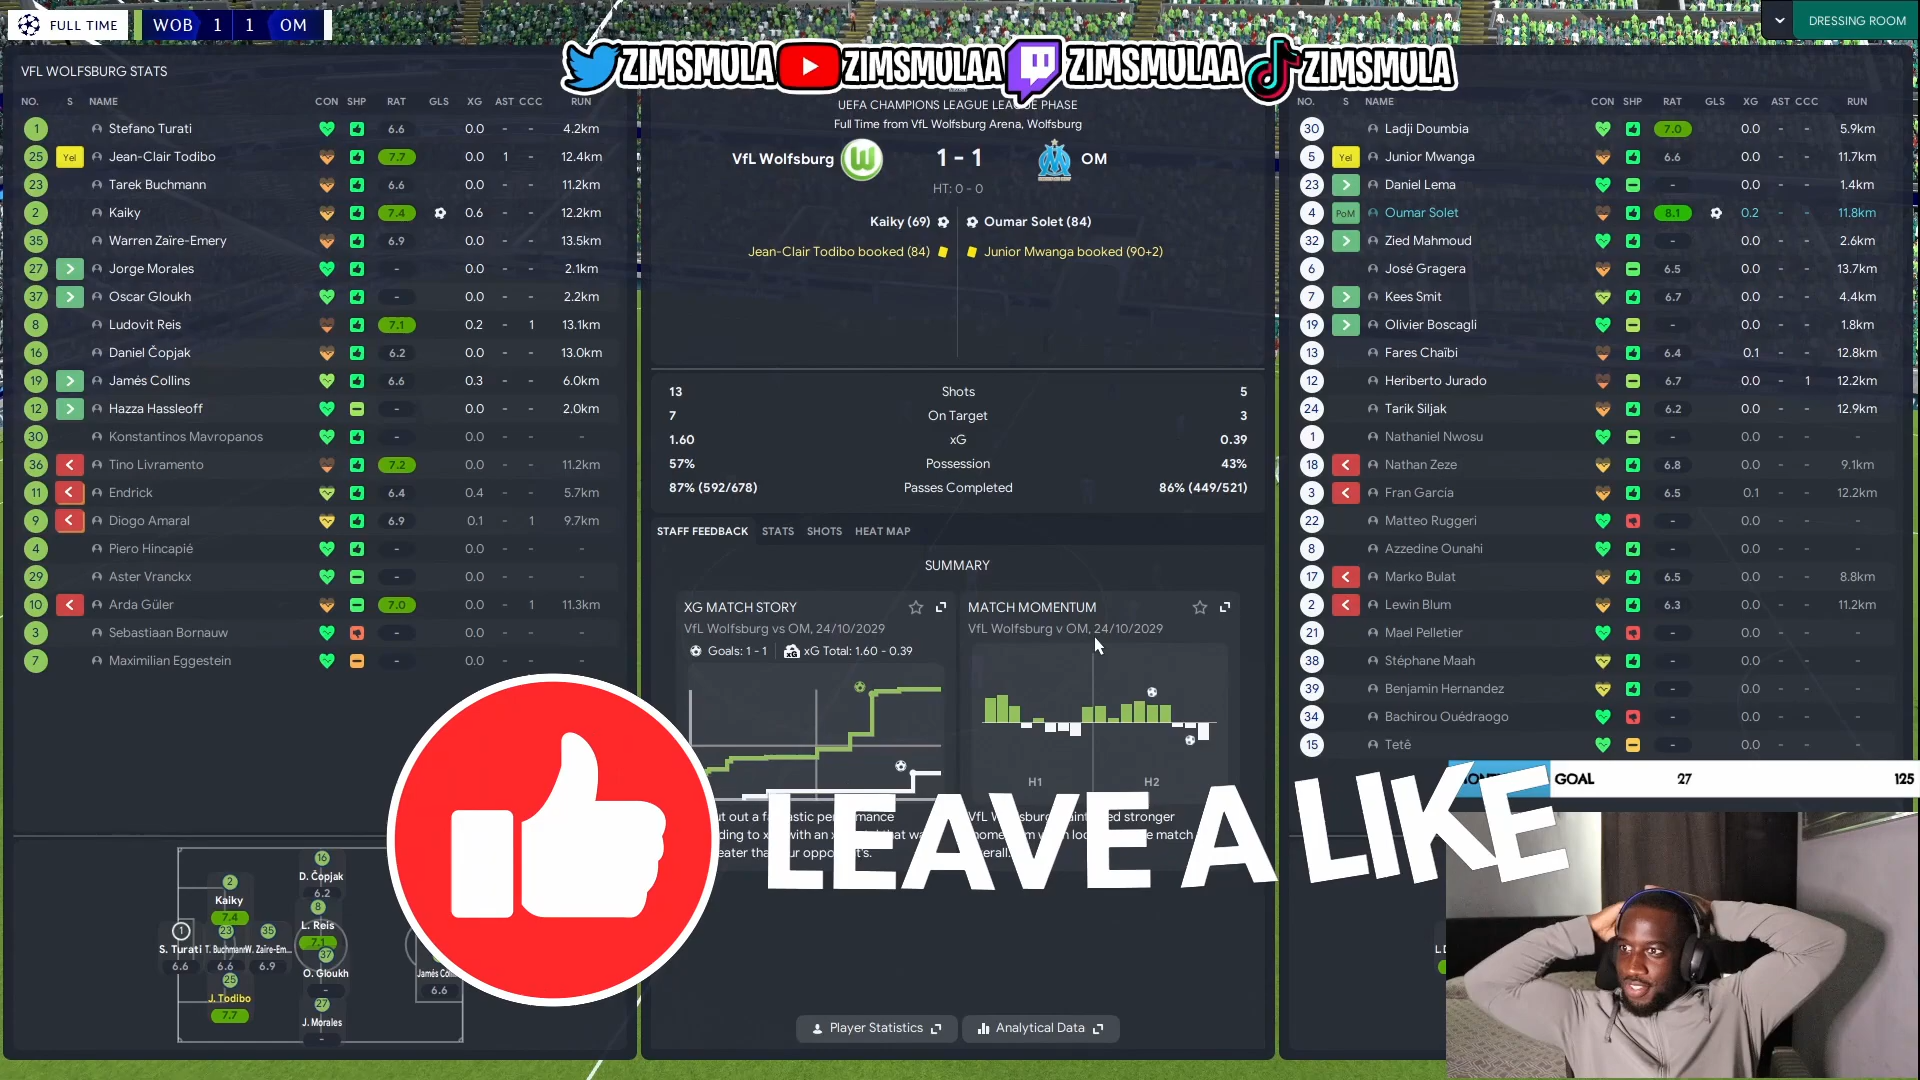 FULL TIME WOB 1 1 OM
DRESSING ROOM
ZIMSMULA ZIMSMULAA ZIMSMULAA ZIMSMULA
VFL WOLFSBURG STATS
NO. S NAME CON SHP RAT GLS XG AST CCC RUN
1 Stefano Turati 6.6 0.0 - - 4.2km
25 Yel Jean-Clair Todibo 7.7 0.0 1 - 12.4km
23 Tarek Buchmann 6.6 0.0 - - 11.2km
2 Kaiky 7.4 0.6 - - 12.2km
35 Warren Zaïre-Emery 6.9 0.0 - - 13.5km
27 Jorge Morales - 0.0 - - 2.1km
37 Oscar Gloukh - 0.0 - - 2.2km
8 Ludovit Reis 7.1 0.2 - 1 13.1km
16 Daniel Čopjak 6.2 0.0 - - 13.0km
19 Jamés Collins 6.6 0.3 - - 6.0km
12 Hazza Hassleoff - 0.0 - - 2.0km
30 Konstantinos Mavropanos - 0.0 - - -
36 Tino Livramento 7.2 0.0 - - 11.2km
11 Endrick 6.4 0.4 - - 5.7km
9 Diogo Amaral 6.9 0.1 - 1 9.7km
4 Piero Hincapié - 0.0 - - -
29 Aster Vranckx - 0.0 - - -
10 Arda Güler 7.0 0.0 - 1 11.3km
3 Sebastiaan Bornauw - 0.0 - - -
7 Maximilian Eggestein - 0.0 - - -
16
D. Čopjak
6.2
2
Kaiky
7.4
8
L. Reis
7.1
1
S. Turati
6.6
23
T. Buchmann
6.6
35
W. Zaïre-Em...
6.9
37
O. Gloukh
-
25
J. Todibo
7.7
27
J. Morales
-
6.6
UEFA CHAMPIONS LEAGUE LEAGUE PHASE
Full Time from VfL Wolfsburg Arena, Wolfsburg
VfL Wolfsburg 1 - 1 OM
HT: 0 - 0
Kaiky (69) Oumar Solet (84)
Jean-Clair Todibo booked (84) Junior Mwanga booked (90+2)
13 Shots 5
7 On Target 3
1.60 xG 0.39
57% Possession 43%
87% (592/678) Passes Completed 86% (449/521)
STAFF FEEDBACK STATS SHOTS HEAT MAP
SUMMARY
XG MATCH STORY
VfL Wolfsburg vs OM, 24/10/2029
Goals: 1 - 1 xG Total: 1.60 - 0.39
MATCH MOMENTUM
VfL Wolfsburg v OM, 24/10/2029
H1 H2
LEAVE A LIKE
Player Statistics Analytical Data
NO. S NAME CON SHP RAT GLS XG AST CCC RUN
30 Ladji Doumbia 7.0 0.0 - - 5.9km
5 Yel Junior Mwanga 6.6 0.0 - - 11.7km
23 Daniel Lema - 0.0 - - 1.4km
4 PoM Oumar Solet 8.1 0.2 - - 11.8km
32 Zied Mahmoud - 0.0 - - 2.6km
6 José Gragera 6.5 0.0 - - 13.7km
7 Kees Smit 6.7 0.0 - - 4.4km
19 Olivier Boscagli - 0.0 - - 1.8km
13 Fares Chaïbi 6.4 0.1 - - 12.8km
12 Heriberto Jurado 6.7 0.0 - 1 12.2km
24 Tarik Siljak 6.2 0.0 - - 12.9km
1 Nathaniel Nwosu - 0.0 - - -
18 Nathan Zeze 6.8 0.0 - - 9.1km
3 Fran García 6.5 0.1 - - 12.2km
22 Matteo Ruggeri - 0.0 - - -
8 Azzedine Ounahi - 0.0 - - -
17 Marko Bulat 6.5 0.0 - - 8.8km
2 Lewin Blum 6.3 0.0 - - 11.2km
21 Mael Pelletier - 0.0 - - -
38 Stéphane Maah - 0.0 - - -
39 Benjamin Hernandez - 0.0 - - -
34 Bachirou Ouédraogo - 0.0 - - -
15 Tetê - 0.0 - - -
GOAL 27 125